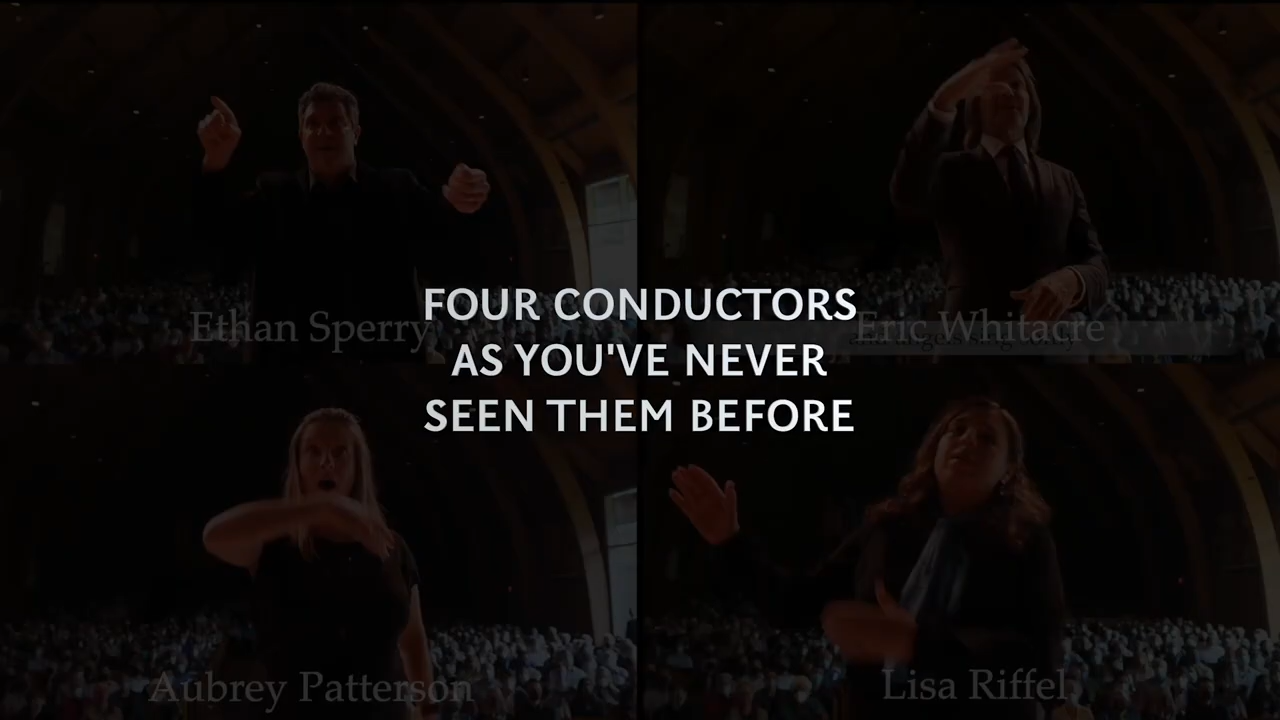 FOUR CONDUCTORS
AS YOU'VE NEVER
SEEN THEM BEFORE
Ethan Sperry
Eric Whitacre
Aubrey Patterson
Lisa Riffel